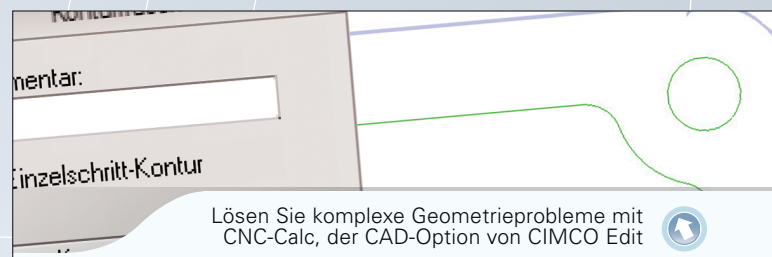 mentar:
Einzelschritt-Kontur
Lösen Sie komplexe Geometrieprobleme mit
CNC-Calc, der CAD-Option von CIMCO Edit